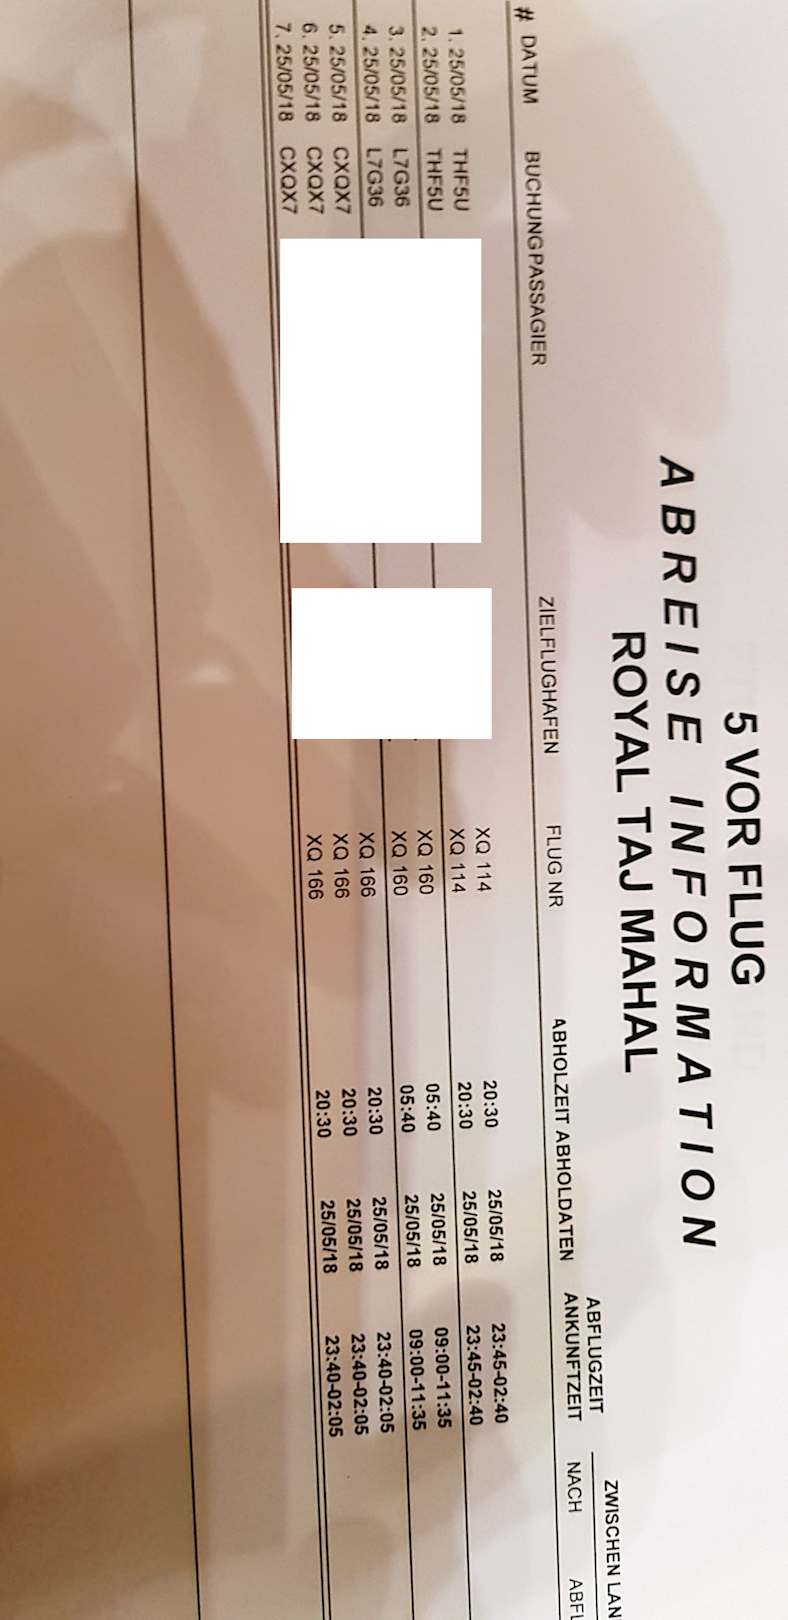 5 VOR FLUG
ABREISE INFORMATION
ROYAL TAJ MAHAL
ABFLUGZEIT ZWISCHEN LAN
# DATUM BUCHUNGPASSAGIER ZIELFLUGHAFEN FLUG NR ABHOLZEIT ABHOLDATEN ANKUNFTZEIT NACH ABFL
1. 25/05/18 THF5U XQ 114 20:30 25/05/18 23:45-02:40
2. 25/05/18 THF5U XQ 114 20:30 25/05/18 23:45-02:40
3. 25/05/18 L7G36 XQ 160 05:40 25/05/18 09:00-11:35
4. 25/05/18 L7G36 XQ 160 05:40 25/05/18 09:00-11:35
5. 25/05/18 CXQX7 XQ 166 20:30 25/05/18 23:40-02:05
6. 25/05/18 CXQX7 XQ 166 20:30 25/05/18 23:40-02:05
7. 25/05/18 CXQX7 XQ 166 20:30 25/05/18 23:40-02:05